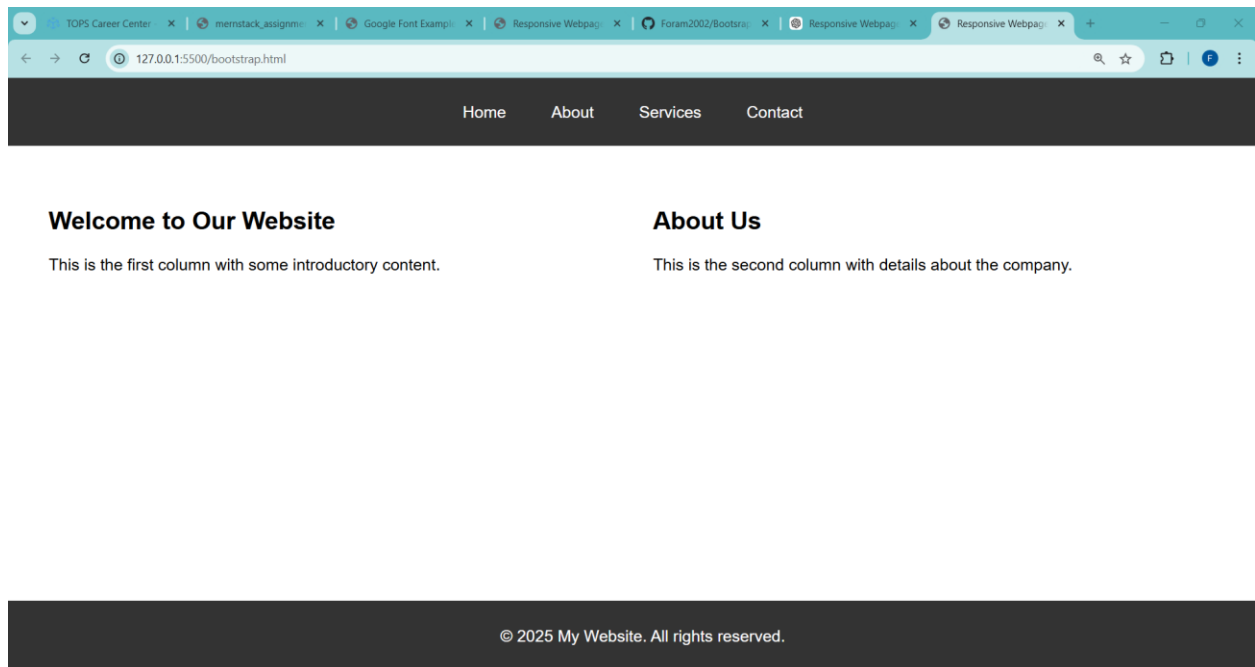 TOPS Career Center - mernstack_assignme Google Font Example Responsive Webpag Foram2002/Bootsrap Responsive Webpage Responsive Webpage
127.0.0.1:5500/bootstrap.html F
Home About Services Contact
Welcome to Our Website
This is the first column with some introductory content.
About Us
This is the second column with details about the company.
© 2025 My Website. All rights reserved.